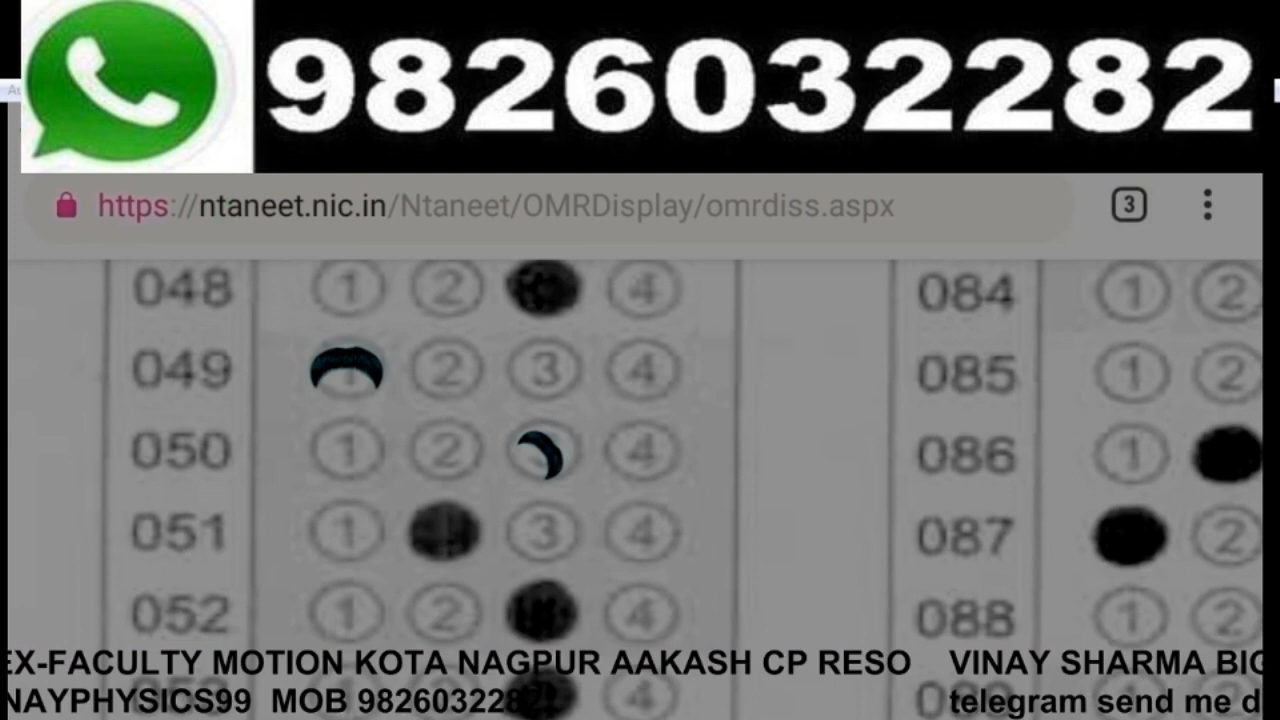 9826032282
https://ntaneet.nic.in/Ntaneet/OMRDisplay/omrdiss.aspx 3
048 1 2 4 084 1 2
049 2 3 4 085 1 2
050 1 2 4 086 1
051 1 3 4 087 2
052 1 2 4 088 1 2
EX-FACULTY MOTION KOTA NAGPUR AAKASH CP RESO VINAY SHARMA BIG
NAYPHYSICS99 MOB 9826032282 telegram send me d